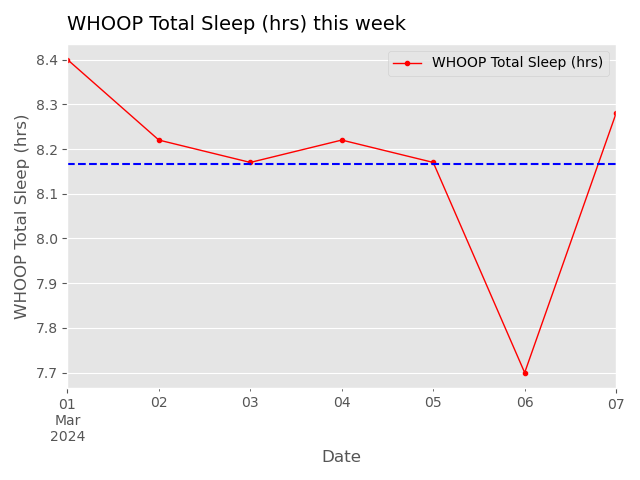 WHOOP Total Sleep (hrs) this week
WHOOP Total Sleep (hrs)
WHOOP Total Sleep (hrs)
8.4
8.3
8.2
8.1
8.0
7.9
7.8
7.7
01 02 03 04 05 06 07
Mar
2024
Date